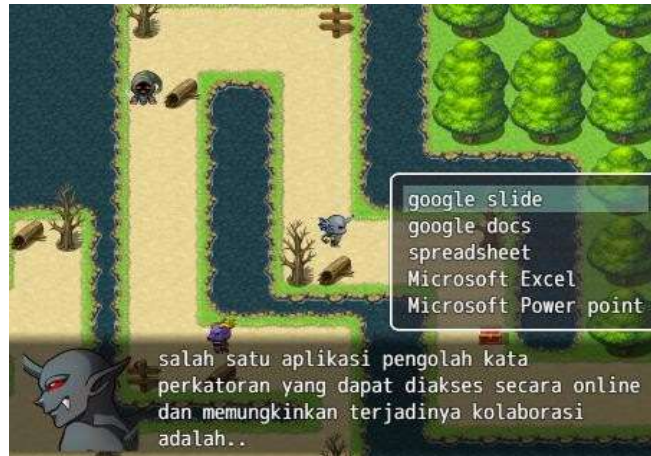 google slide
google docs
spreadsheet
Microsoft Excel
Microsoft Power point
salah satu aplikasi pengolah kata
perkatoran yang dapat diakses secara online
dan memungkinkan terjadinya kolaborasi
adalah..